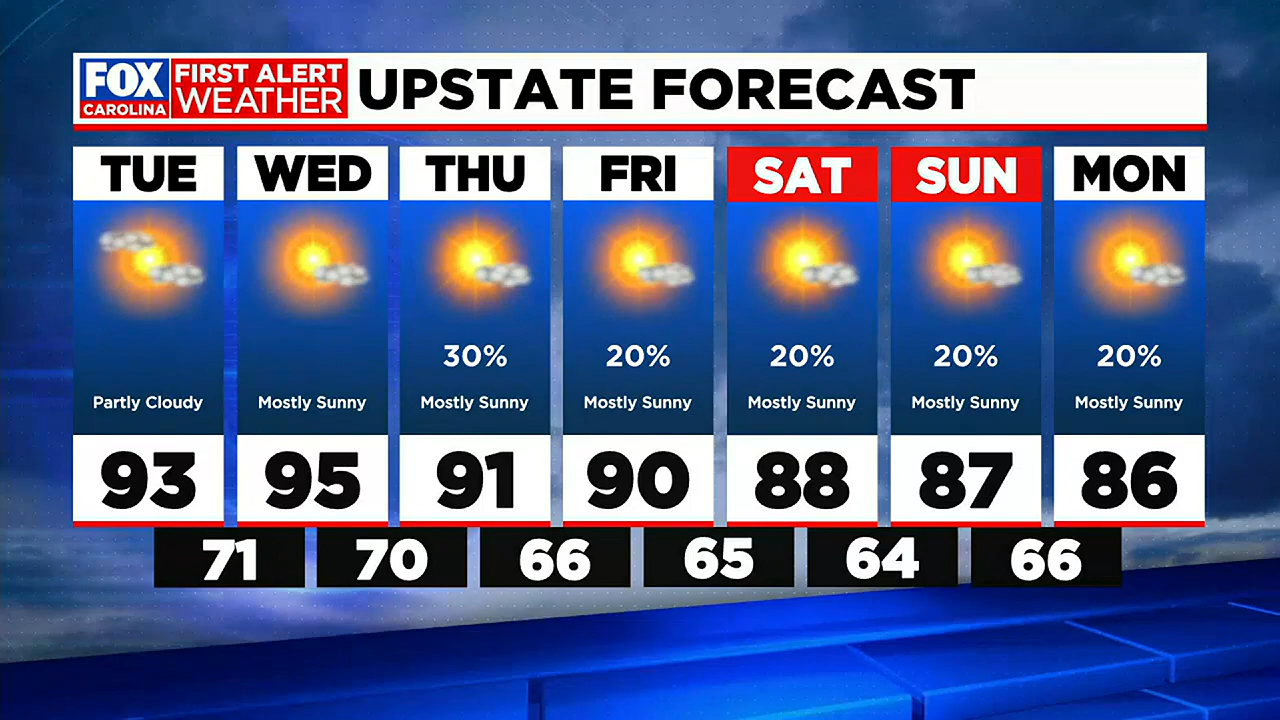 FOX CAROLINA
FIRST ALERT
WEATHER
UPSTATE FORECAST
TUE WED THU FRI SAT SUN MON
30% 20% 20% 20% 20%
Partly Cloudy Mostly Sunny Mostly Sunny Mostly Sunny Mostly Sunny Mostly Sunny Mostly Sunny
93 95 91 90 88 87 86
71 70 66 65 64 66